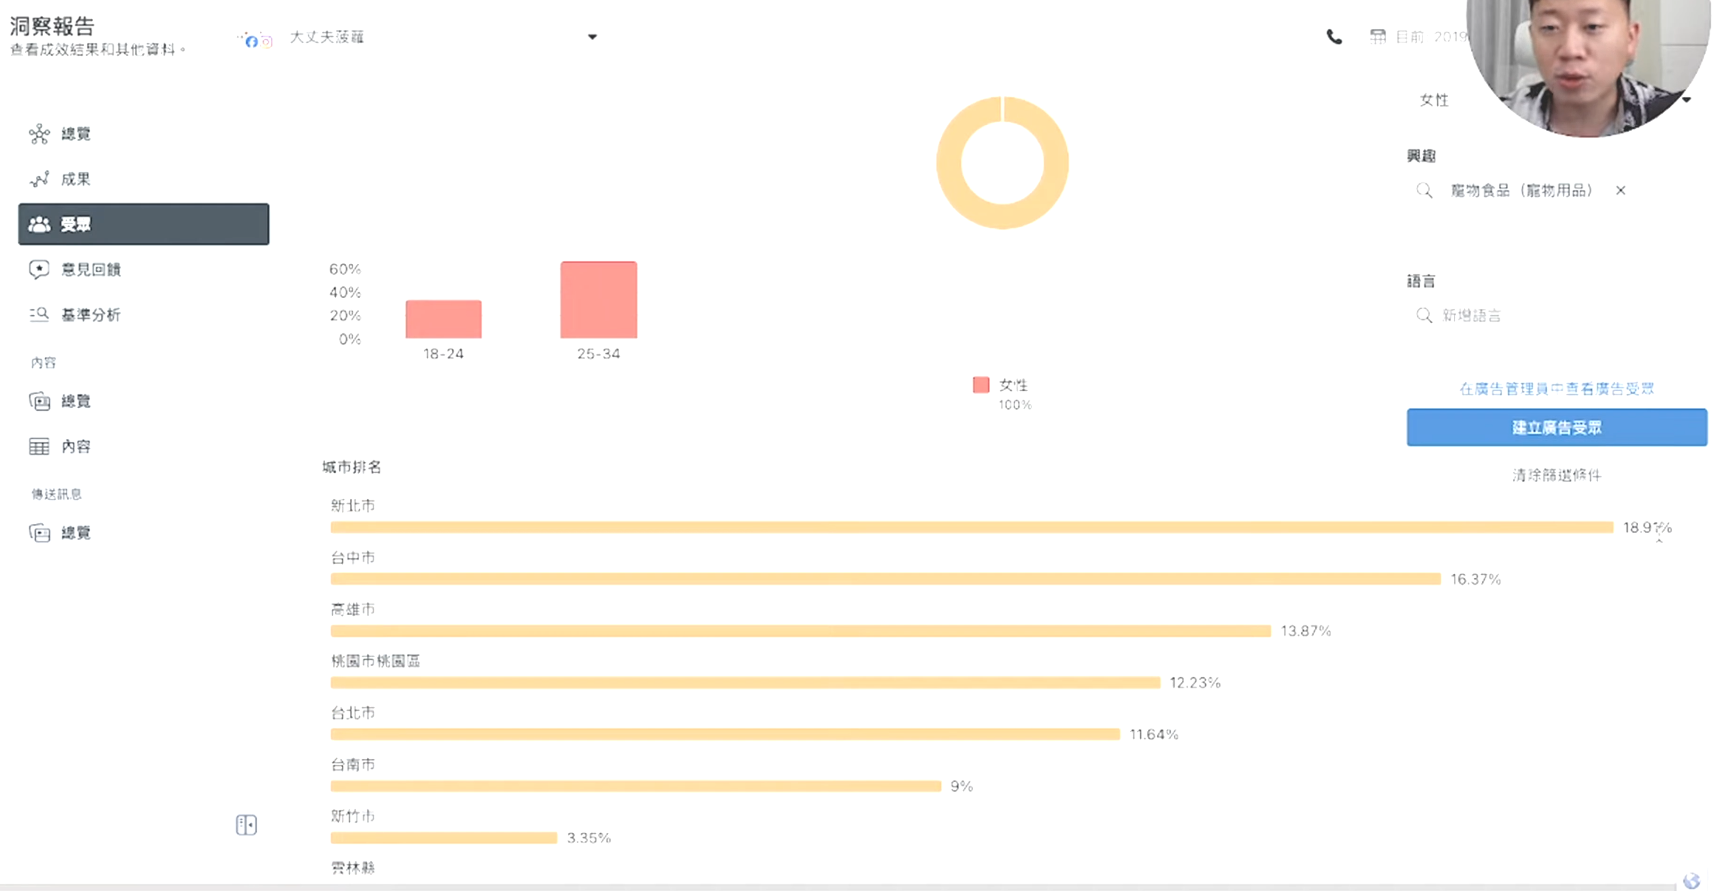 洞察報告
查看成效結果和其他資料。
大丈夫菠蘿
目前 2019
總覽
成果
受眾
意見回饋
基準分析
內容
總覽
內容
傳送訊息
總覽
60%
40%
20%
0%
18-24
25-34
女性
100%
城市排名
新北市
台中市
16.37%
高雄市
13.87%
桃園市桃園區
12.23%
台北市
11.64%
台南市
9%
新竹市
3.35%
雲林縣
女性
興趣
寵物食品（寵物用品）
語言
新增語言
在廣告管理員中查看廣告受眾
建立廣告受眾
清除篩選條件